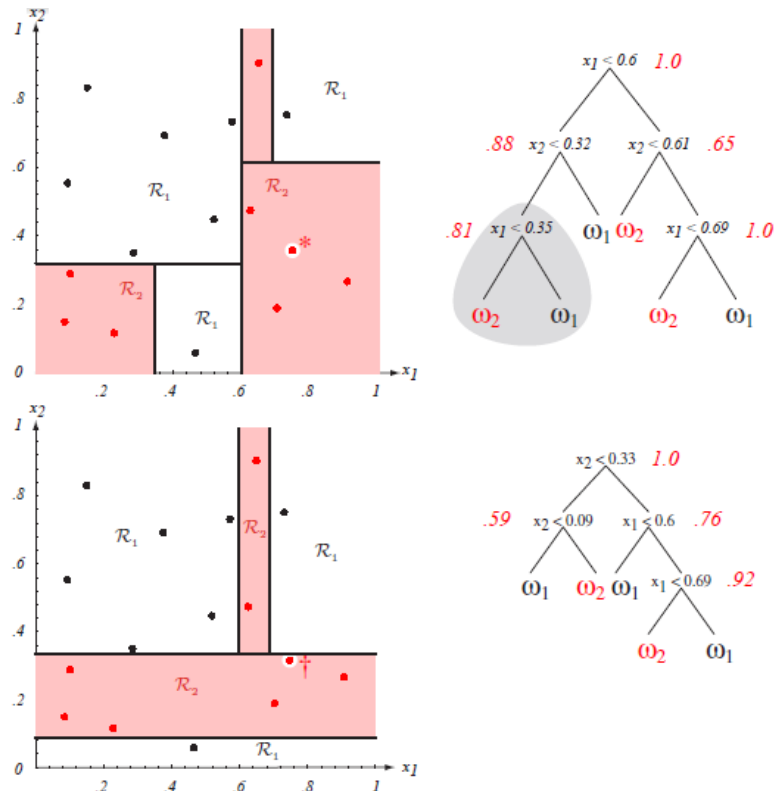 x2
1
.8
.6
.4
.2
0
.2 .4 .6 .8 1
x1
R1
R1
R2
*
R2
R1
x1 < 0.6 1.0
.88 x2 < 0.32 x2 < 0.61 .65
.81 x1 < 0.35 ω1 ω2 x1 < 0.69 1.0
ω2 ω1 ω2 ω1
x2
1
.8
.6
.4
.2
0
.2 .4 .6 .8 1
x1
R1
R2
R1
†
R2
R1
x2 < 0.33 1.0
.59 x2 < 0.09 x1 < 0.6 .76
ω1 ω2 ω1 x1 < 0.69 .92
ω2 ω1